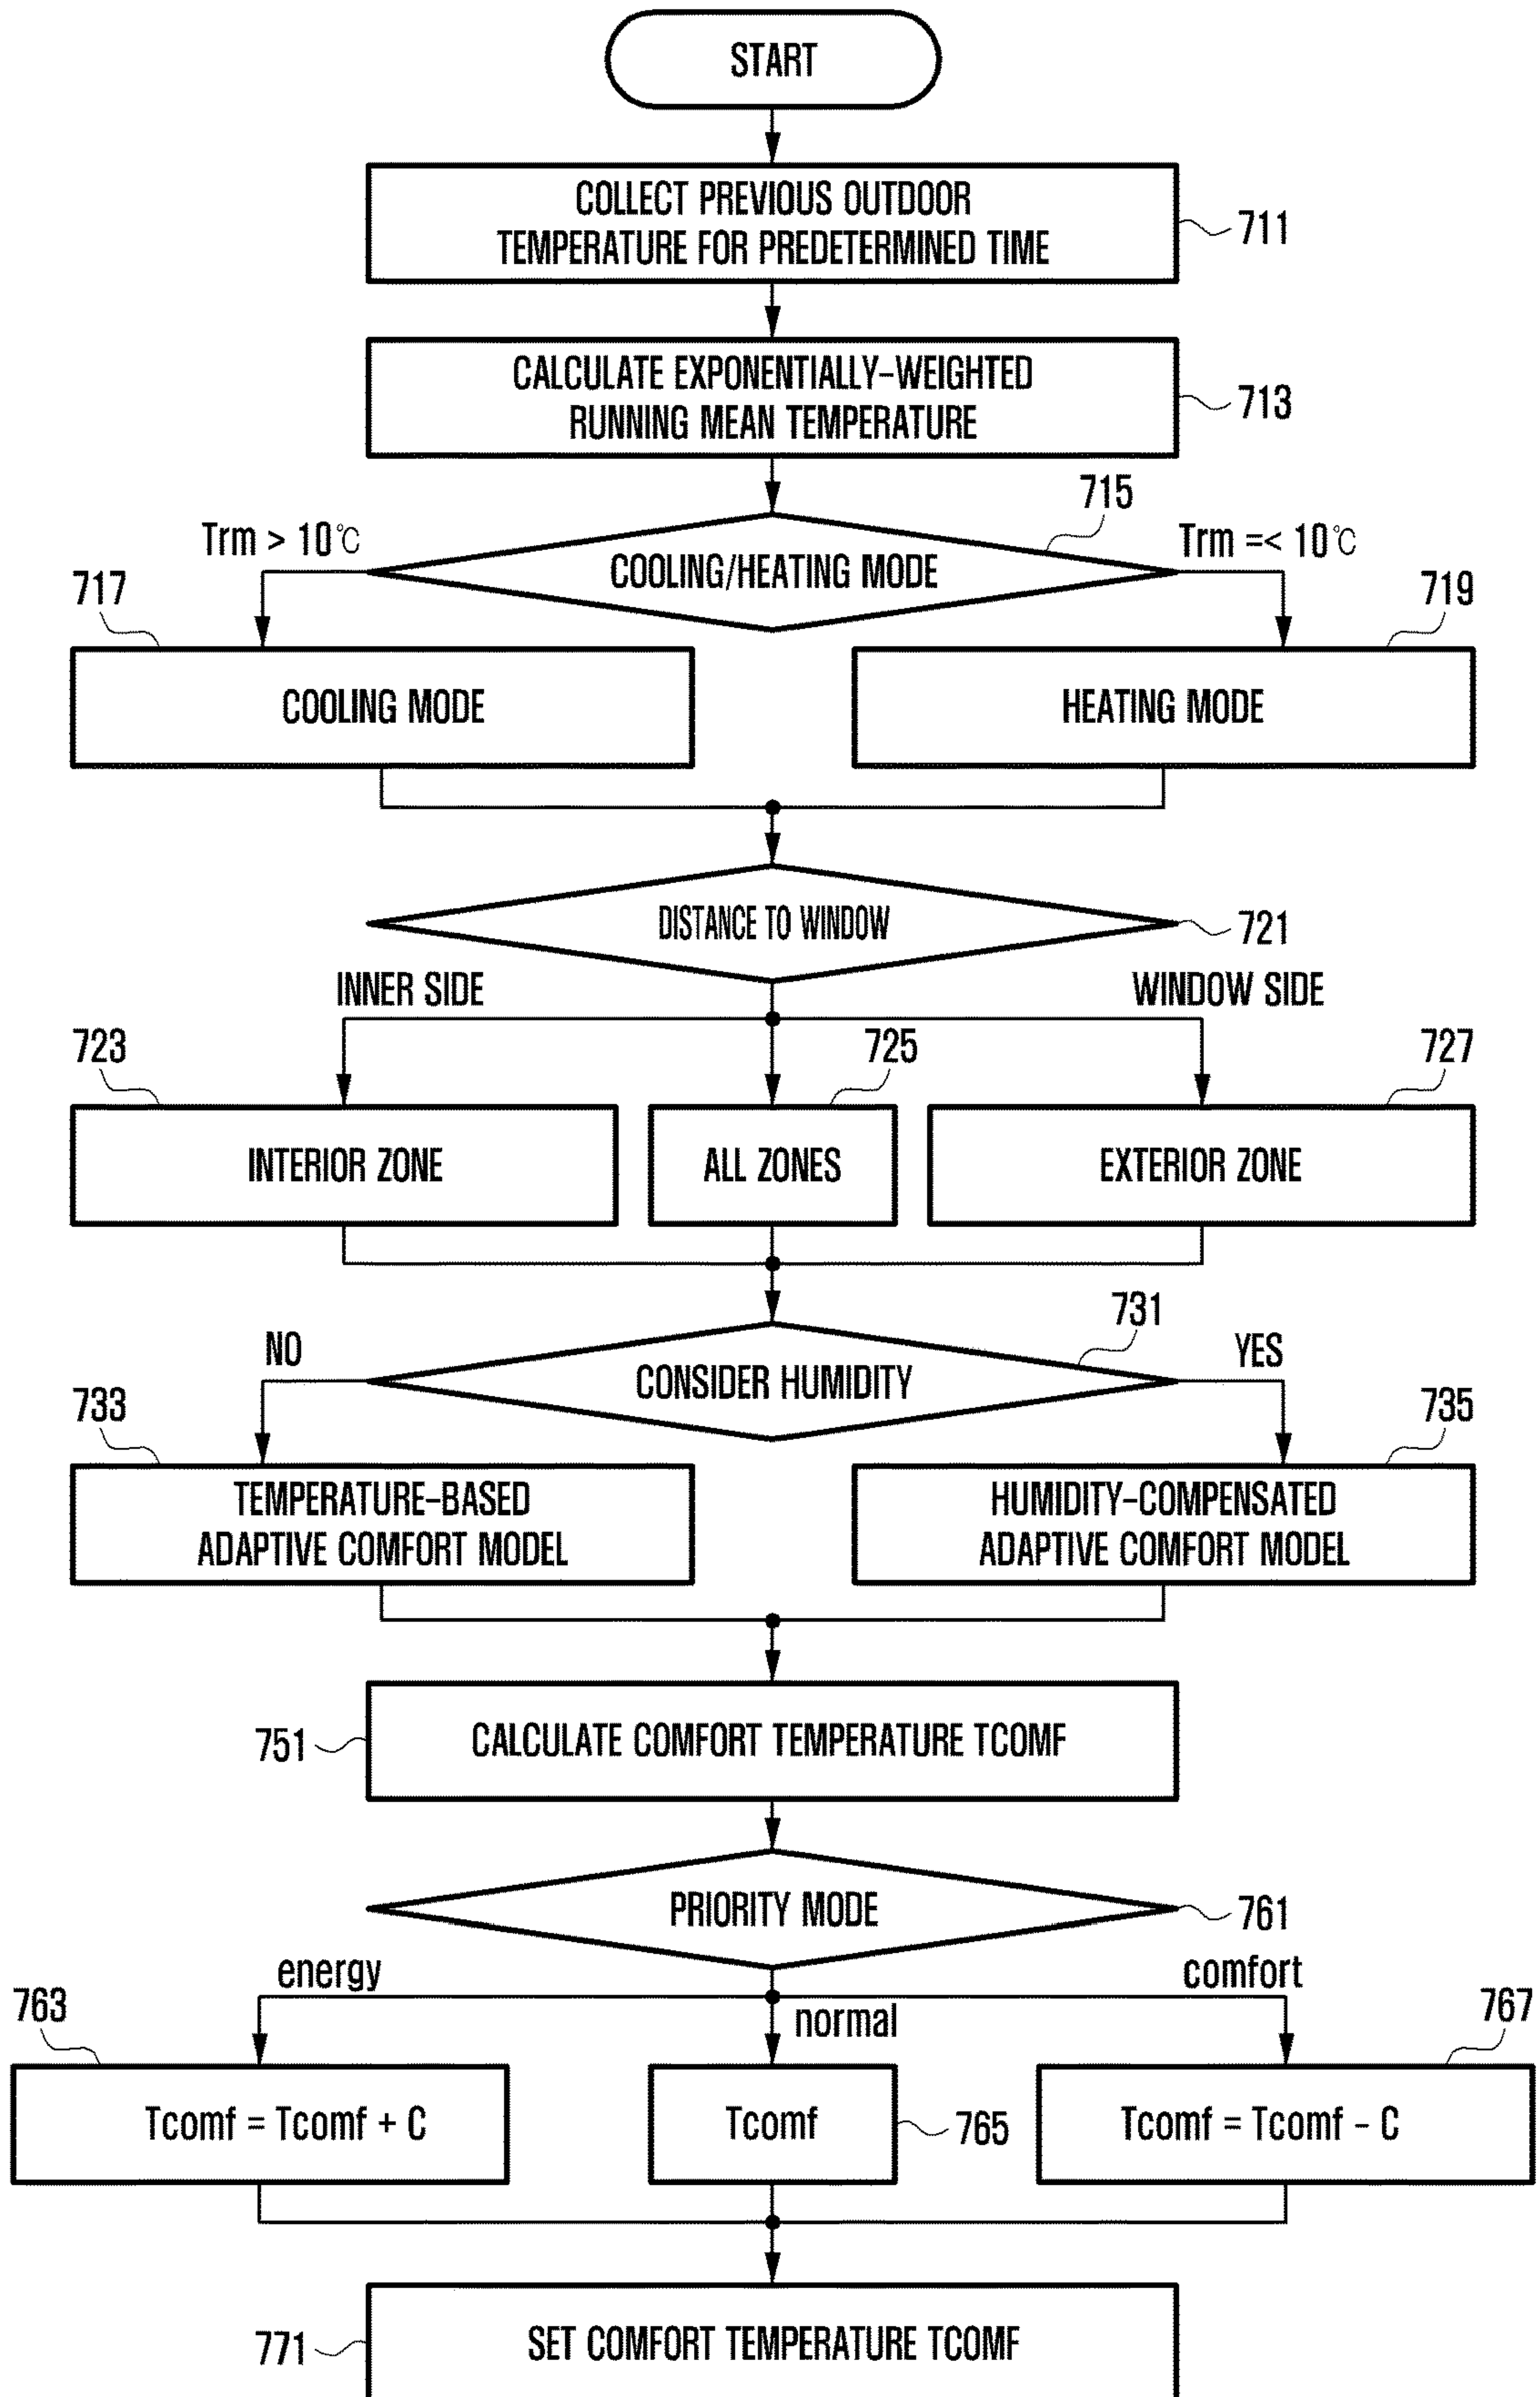 START
COLLECT PREVIOUS OUTDOOR
TEMPERATURE FOR PREDETERMINED TIME
711
CALCULATE EXPONENTIALLY-WEIGHTED
RUNNING MEAN TEMPERATURE
713
715
Trm > 10℃
Trm =< 10℃
COOLING/HEATING MODE
717
719
COOLING MODE
HEATING MODE
DISTANCE TO WINDOW
721
INNER SIDE
WINDOW SIDE
723
725
727
INTERIOR ZONE
ALL ZONES
EXTERIOR ZONE
731
NO
YES
CONSIDER HUMIDITY
733
735
TEMPERATURE-BASED
ADAPTIVE COMFORT MODEL
HUMIDITY-COMPENSATED
ADAPTIVE COMFORT MODEL
751
CALCULATE COMFORT TEMPERATURE TCOMF
PRIORITY MODE
761
energy
comfort
763
normal
767
Tcomf = Tcomf + C
Tcomf
765
Tcomf = Tcomf - C
771
SET COMFORT TEMPERATURE TCOMF